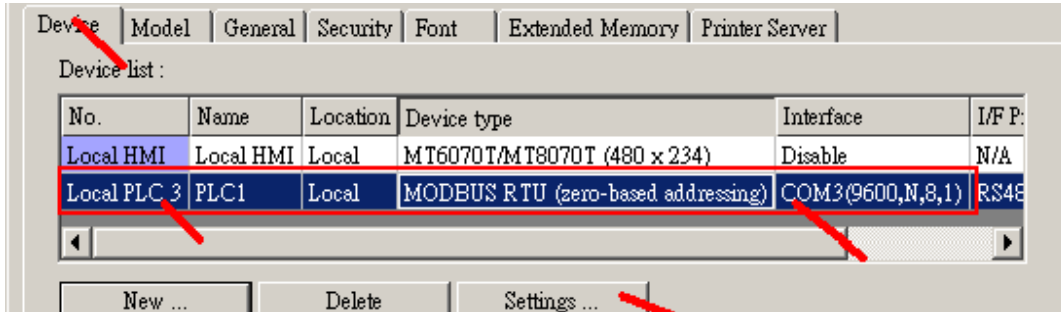 Device Model General Security Font Extended Memory Printer Server
Device list :
No. Name Location Device type Interface I/F P:
Local HMI Local HMI Local MT6070T/MT8070T (480 x 234) Disable N/A
Local PLC 3 PLC1 Local MODBUS RTU (zero-based addressing) COM3(9600,N,8,1) RS48
New ... Delete Settings ...